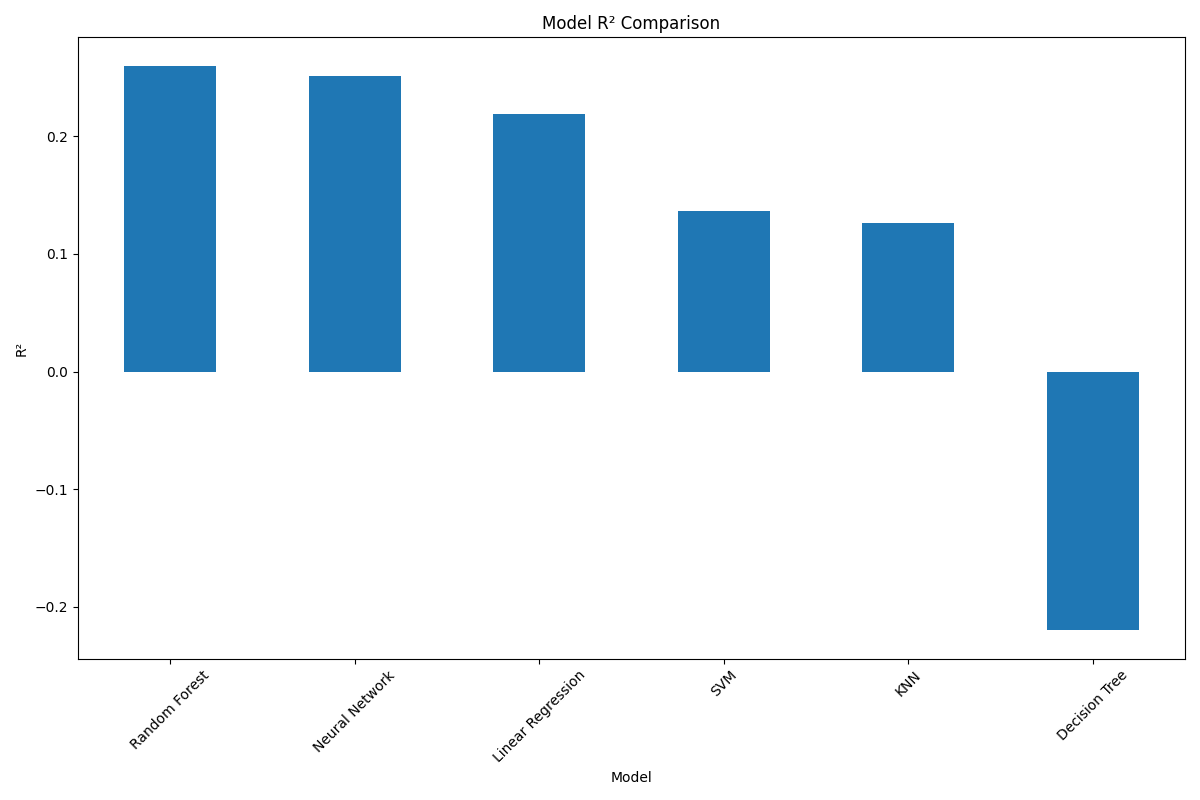 Model R² Comparison
R²
0.2
0.1
0.0
−0.1
−0.2
Random Forest
Neural Network
Linear Regression
SVM
KNN
Decision Tree
Model